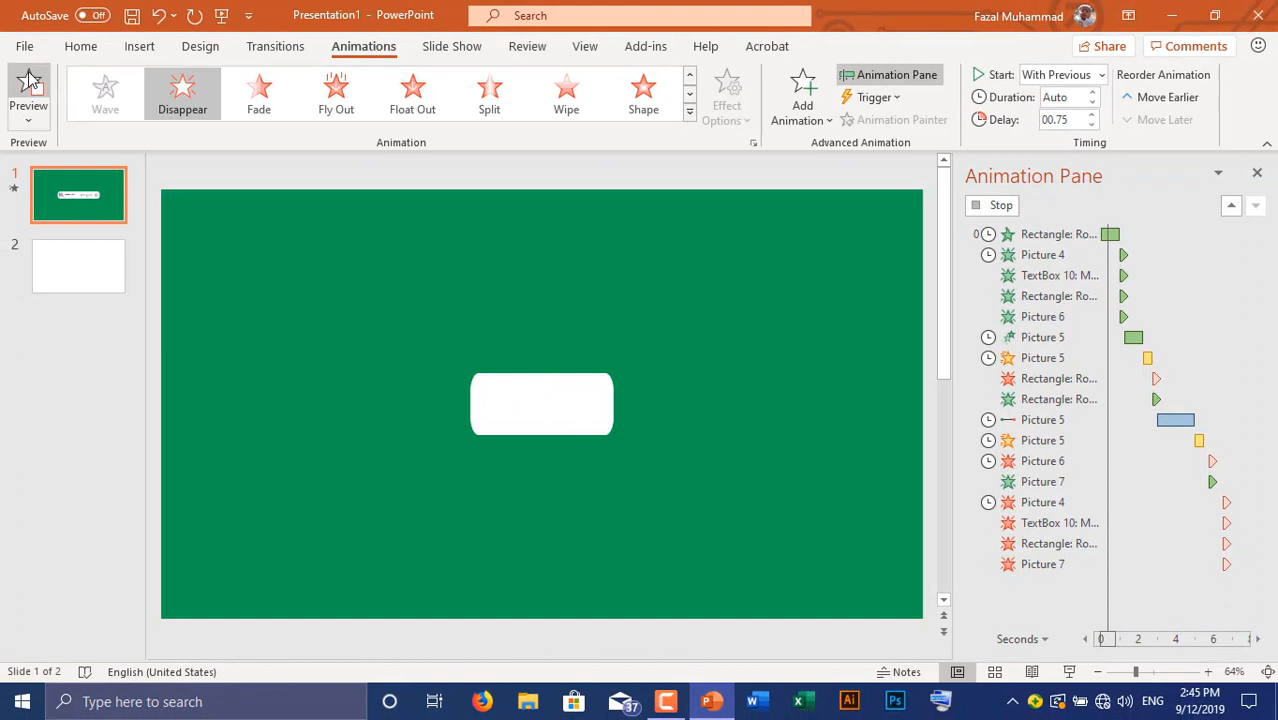 AutoSave Off Presentation1 - PowerPoint Search Fazal Muhammad
File Home Insert Design Transitions Animations Slide Show Review View Add-ins Help Acrobat Share Comments
Preview Wave Disappear Fade Fly Out Float Out Split Wipe Shape Effect Options Add Animation Animation Pane Trigger Animation Painter
Start: With Previous Reorder Animation
Duration: Auto Move Earlier
Delay: 00.75 Move Later
Preview Animation Advanced Animation Timing
1
2
Animation Pane
Stop
0 Rectangle: Ro...
Picture 4
TextBox 10: M...
Rectangle: Ro...
Picture 6
Picture 5
Picture 5
Rectangle: Ro...
Rectangle: Ro...
Picture 5
Picture 5
Picture 6
Picture 7
Picture 4
TextBox 10: M...
Rectangle: Ro...
Picture 7
Seconds 0 2 4 6
Slide 1 of 2 English (United States) Notes 64%
Type here to search 37 ENG 2:45 PM
9/12/2019